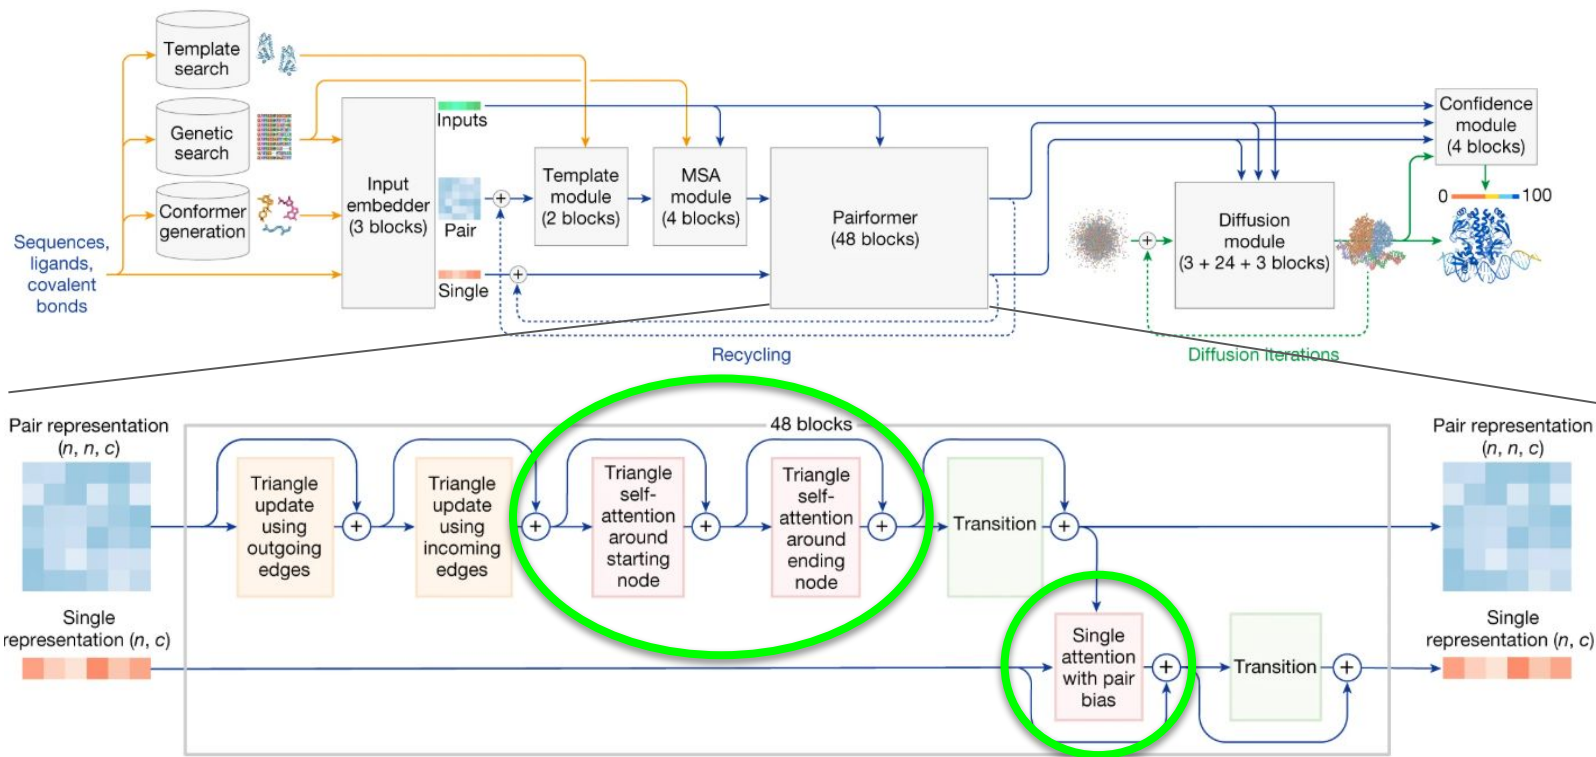 Template
search
Genetic
search
Conformer
generation
Sequences,
ligands,
covalent
bonds
Input
embedder
(3 blocks)
Inputs
Pair
Single
+
+
Template
module
(2 blocks)
MSA
module
(4 blocks)
Pairformer
(48 blocks)
Recycling
+
Diffusion
module
(3 + 24 + 3 blocks)
Diffusion iterations
Confidence
module
(4 blocks)
0
100
Pair representation
(n, n, c)
Single
representation (n, c)
48 blocks
Triangle
update
using
outgoing
edges
+
Triangle
update
using
incoming
edges
+
Triangle
self-
attention
around
starting
node
+
Triangle
self-
attention
around
ending
node
+
Transition
+
Single
attention
with pair
bias
+
Transition
+
Pair representation
(n, n, c)
Single
representation (n, c)